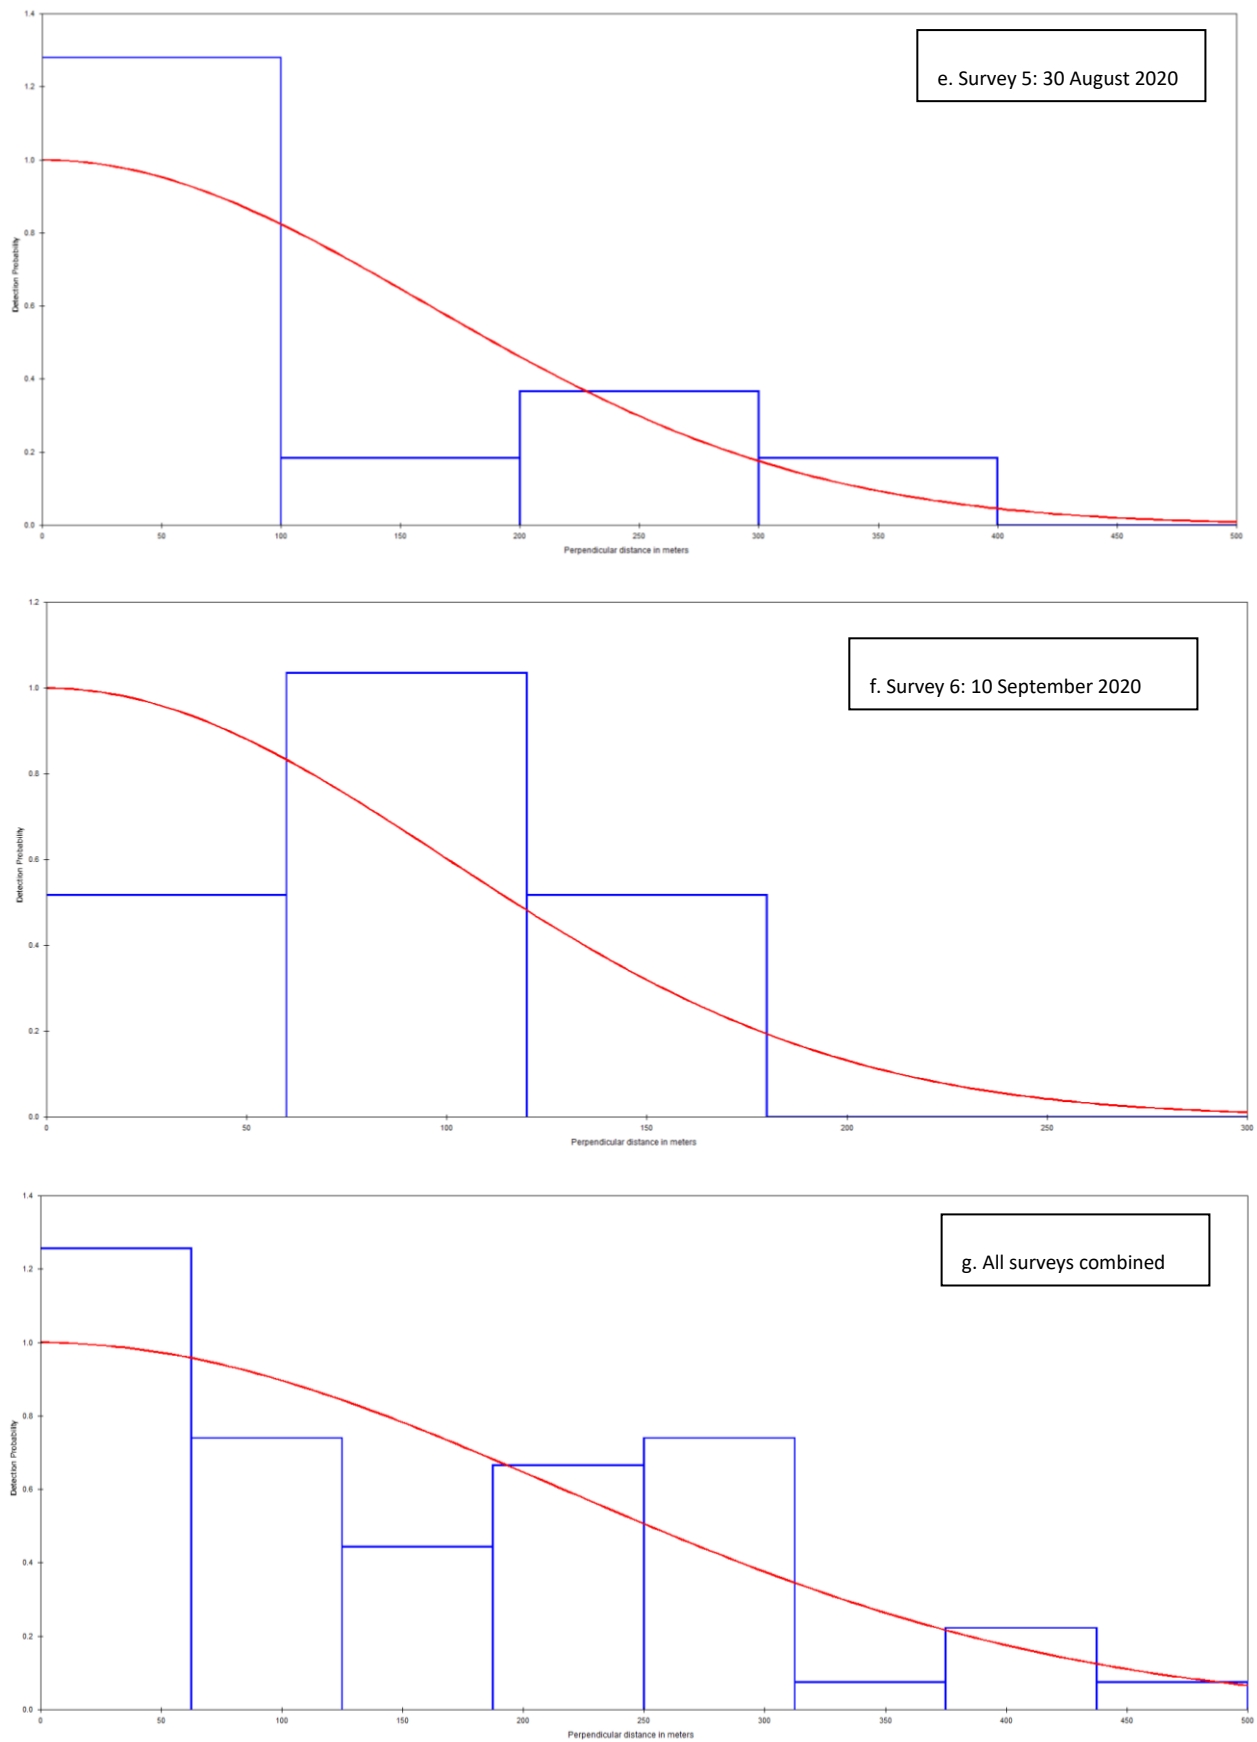 1.4
e. Survey 5: 30 August 2020
1.2
1.0
0.8
Detection Probability
0.6
0.4
0.2
0.0
0 50 100 150 200 250 300 350 400 450 500
Perpendicular distance in meters
1.2
f. Survey 6: 10 September 2020
1.0
0.8
Detection Probability
0.6
0.4
0.2
0.0
0 50 100 150 200 250 300
Perpendicular distance in meters
1.4
g. All surveys combined
1.2
1.0
0.8
Detection Probability
0.6
0.4
0.2
0.0
0 50 100 150 200 250 300 350 400 450 500
Perpendicular distance in meters